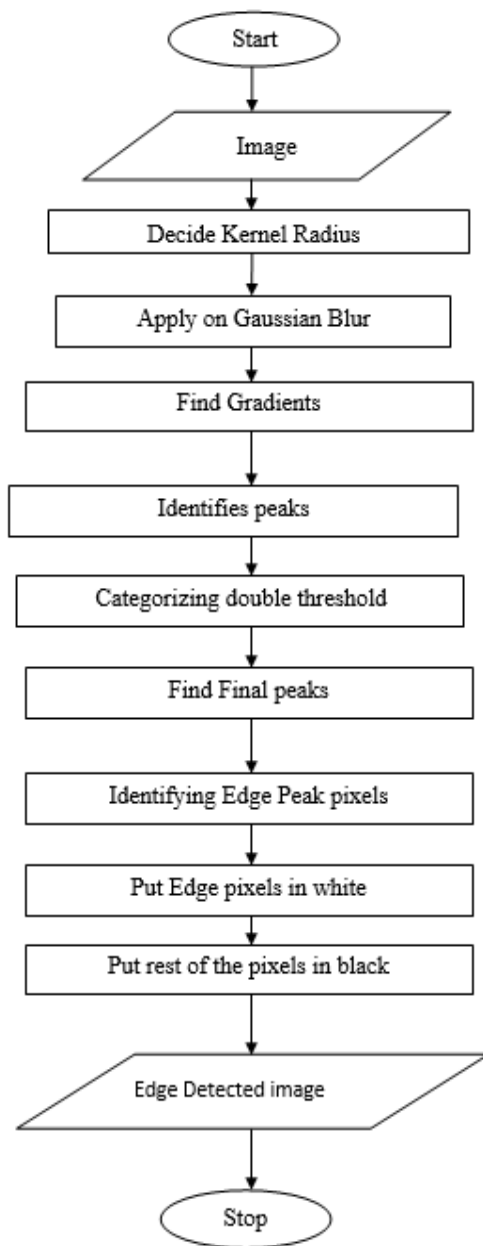 Start
Image
Decide Kernel Radius
Apply on Gaussian Blur
Find Gradients
Identifies peaks
Categorizing double threshold
Find Final peaks
Identifying Edge Peak pixels
Put Edge pixels in white
Put rest of the pixels in black
Edge Detected image
Stop